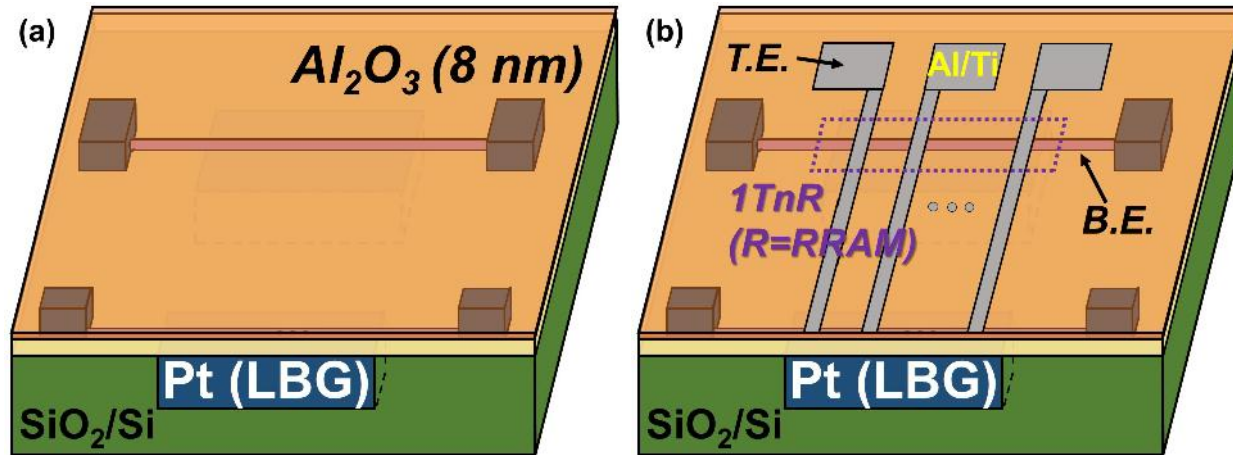 (a)
Al₂O₃ (8 nm)
Pt (LBG)
SiO₂/Si
(b)
T.E.
Al/Ti
1TnR
(R=RRAM)
B.E.
Pt (LBG)
SiO₂/Si